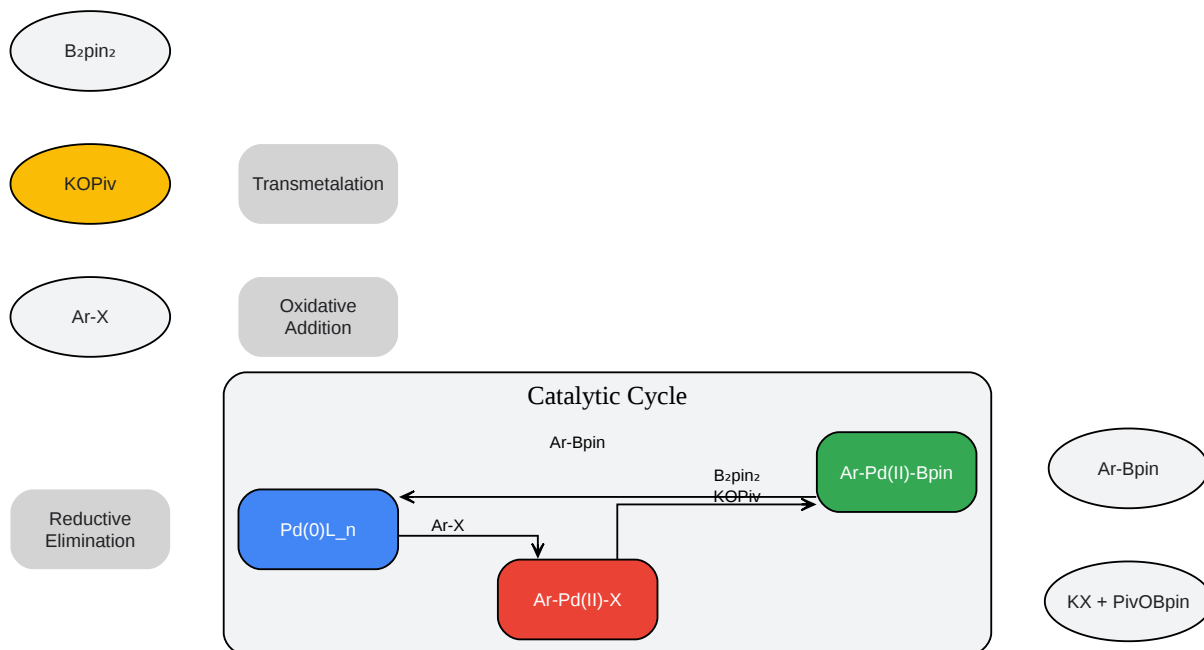 B₂pin₂
KOPiv
Transmetalation
Ar-X
Oxidative
Addition
Catalytic Cycle
Ar-Bpin
B₂pin₂
KOPiv
Ar-Pd(II)-Bpin
Ar-Bpin
Reductive
Elimination
Pd(0)L_n
Ar-X
Ar-Pd(II)-X
KX + PivOBpin